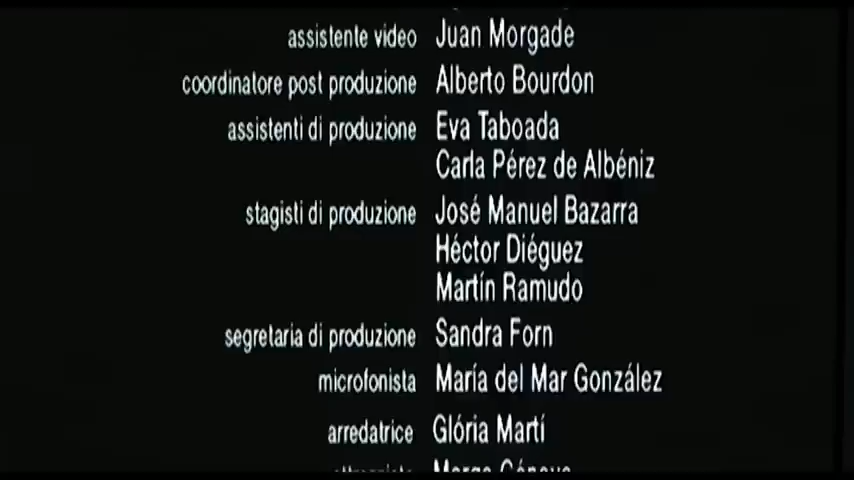 assistente video Juan Morgade
coordinatore post produzione Alberto Bourdon
assistenti di produzione Eva Taboada
Carla Pérez de Albéniz
stagisti di produzione José Manuel Bazarra
Héctor Diéguez
Martín Ramudo
segretaria di produzione Sandra Forn
microfonista María del Mar González
arredatrice Glória Martí